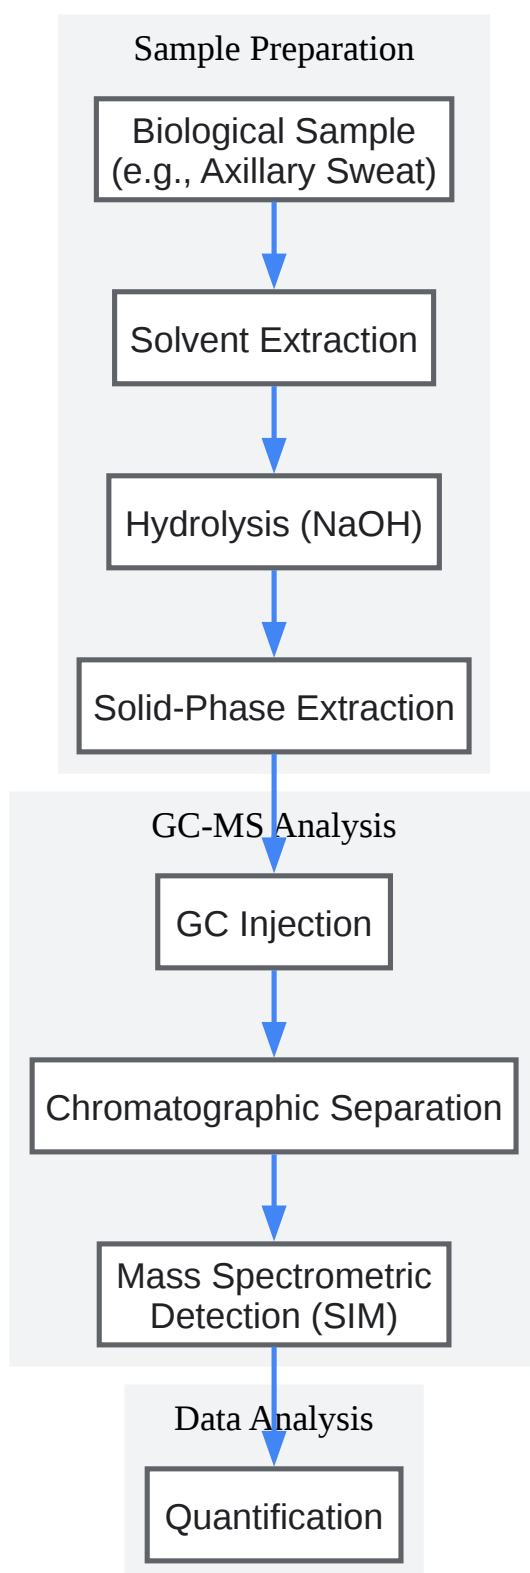 Sample Preparation
Biological Sample
(e.g., Axillary Sweat)
Solvent Extraction
Hydrolysis (NaOH)
Solid-Phase Extraction
GC-MS Analysis
GC Injection
Chromatographic Separation
Mass Spectrometric
Detection (SIM)
Data Analysis
Quantification